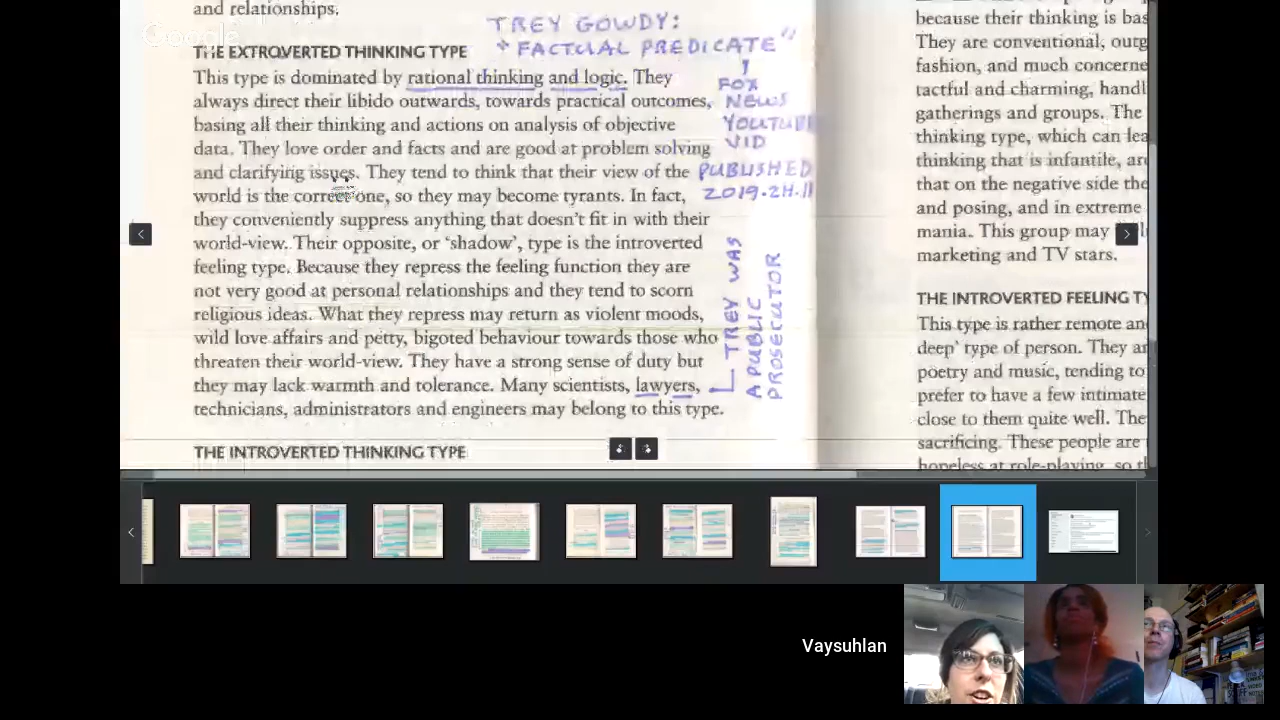 and relationships.
Google
TREY GOWDY:
"FACTUAL PREDICATE"
THE EXTROVERTED THINKING TYPE
This type is dominated by rational thinking and logic. They
always direct their libido outwards, towards practical outcomes,
basing all their thinking and actions on analysis of objective
data. They love order and facts and are good at problem solving
and clarifying issues. They tend to think that their view of the
world is the correct one, so they may become tyrants. In fact,
they conveniently suppress anything that doesn't fit in with their
world-view. Their opposite, or 'shadow', type is the introverted
feeling type. Because they repress the feeling function they are
not very good at personal relationships and they tend to scorn
religious ideas. What they repress may return as violent moods,
wild love affairs and petty, bigoted behaviour towards those who
threaten their world-view. They have a strong sense of duty but
they may lack warmth and tolerance. Many scientists, lawyers,
technicians, administrators and engineers may belong to this type.
THE INTROVERTED THINKING TYPE
FOX
NEWS
YOUTUBE
VID
PUBLISHED
2019.24.11
TREY WAS
A PUBLIC
PROSECUTOR
because their thinking is bas
They are conventional, outg
fashion, and much concerne
tactful and charming, handl
gatherings and groups. The
thinking type, which can lea
thinking that is infantile, ar
that on the negative side the
and posing, and in extreme
mania. This group may
marketing and TV stars.
THE INTROVERTED FEELING TY
This type is rather remote an
deep' type of person. They ar
poetry and music, tending to
prefer to have a few intimate
close to them quite well. The
sacrificing. These people are
hopeless at role-playing, so th
Vaysuhlan